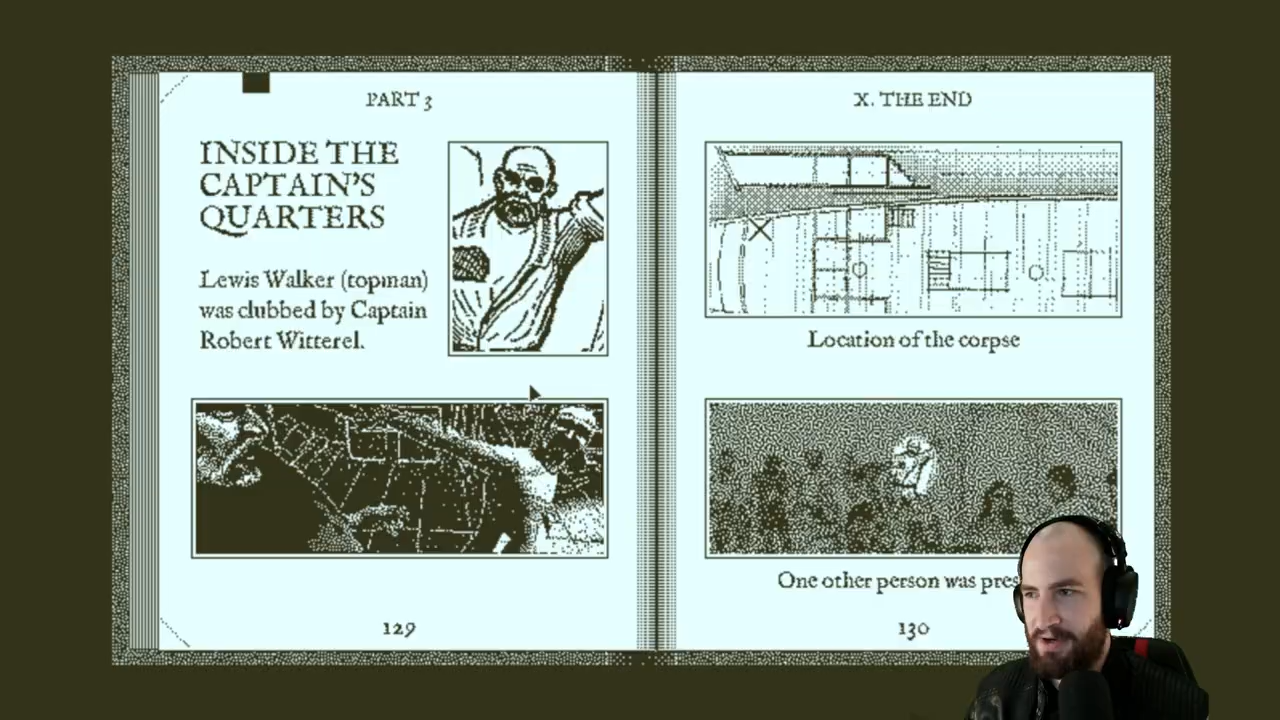 PART 3
INSIDE THE
CAPTAIN'S
QUARTERS
Lewis Walker (topman)
was clubbed by Captain
Robert Witterel.
129
X. THE END
Location of the corpse
One other person was
130